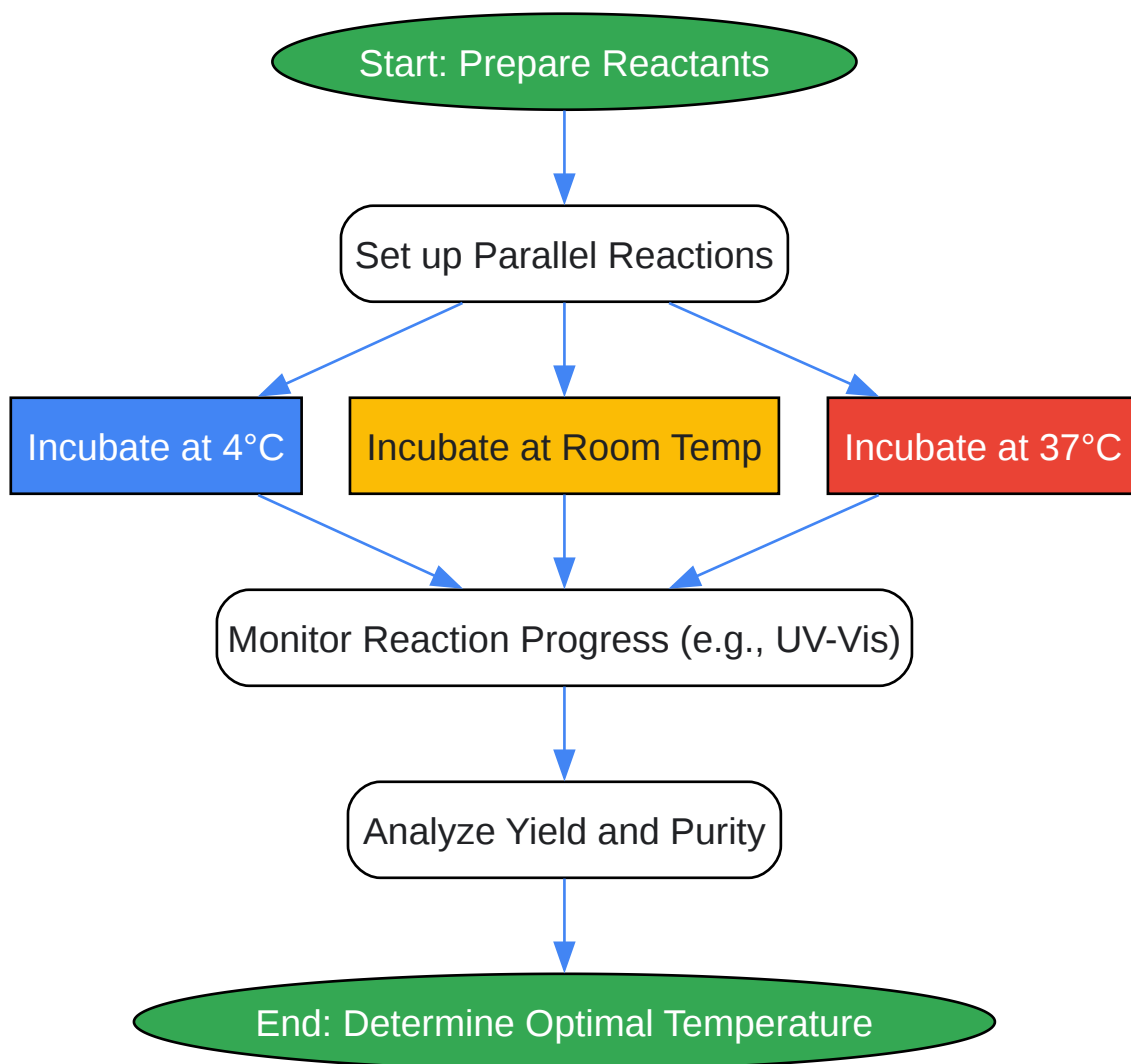 Start: Prepare Reactants
Set up Parallel Reactions
Incubate at 4°C
Incubate at Room Temp
Incubate at 37°C
Monitor Reaction Progress (e.g., UV-Vis)
Analyze Yield and Purity
End: Determine Optimal Temperature